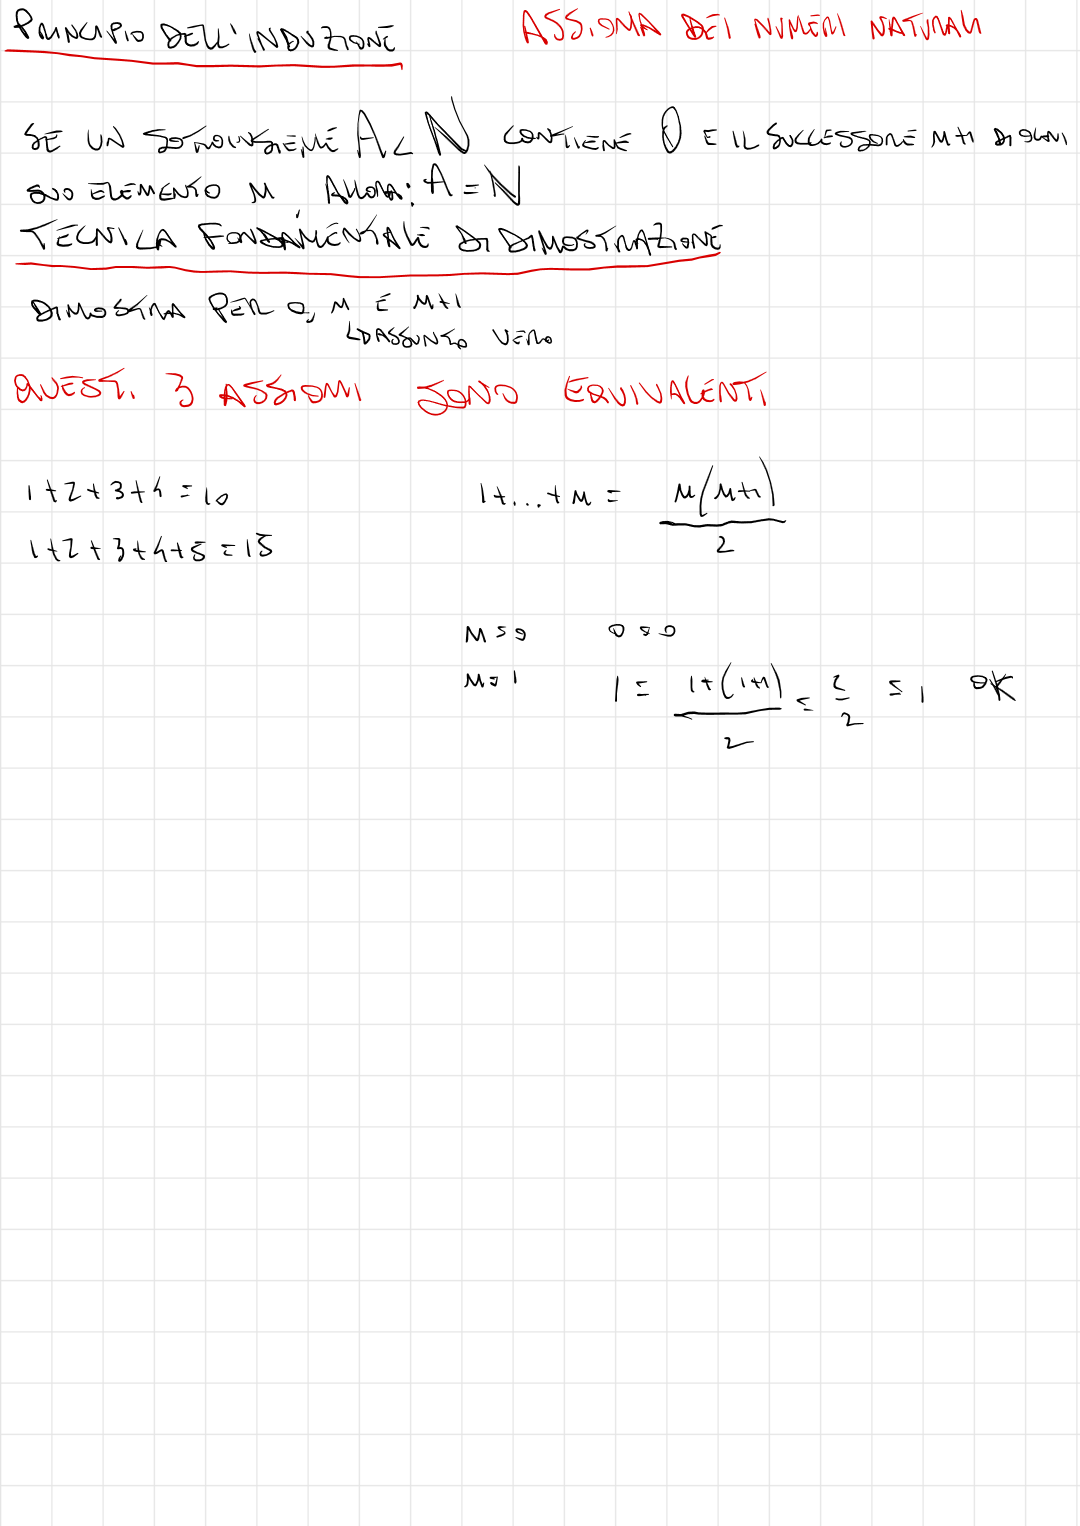 PRINCIPIO DELL'INDUZIONE
ASSIOMA DEI NUMERI NATURALI
SE UN SOTTOINSIEME A < N CONTIENE 0 E IL SUCCESSORE M+1 DI OGNI
SUO ELEMENTO M ALLORA: A = N
TECNICA FONDAMENTALE DI DIMOSTRAZIONE
DIMOSTRA PER 0, M E M+1
↳ASSUNTO VERO
QUESTI 3 ASSIOMI SONO EQUIVALENTI
1+2+3+4=10
1+...+M = M(M+1)/2
1+2+3+4+5=15
M=0 0=0
M=1 1 = 1+(1+1)/2 = 2/2 = 1 OK